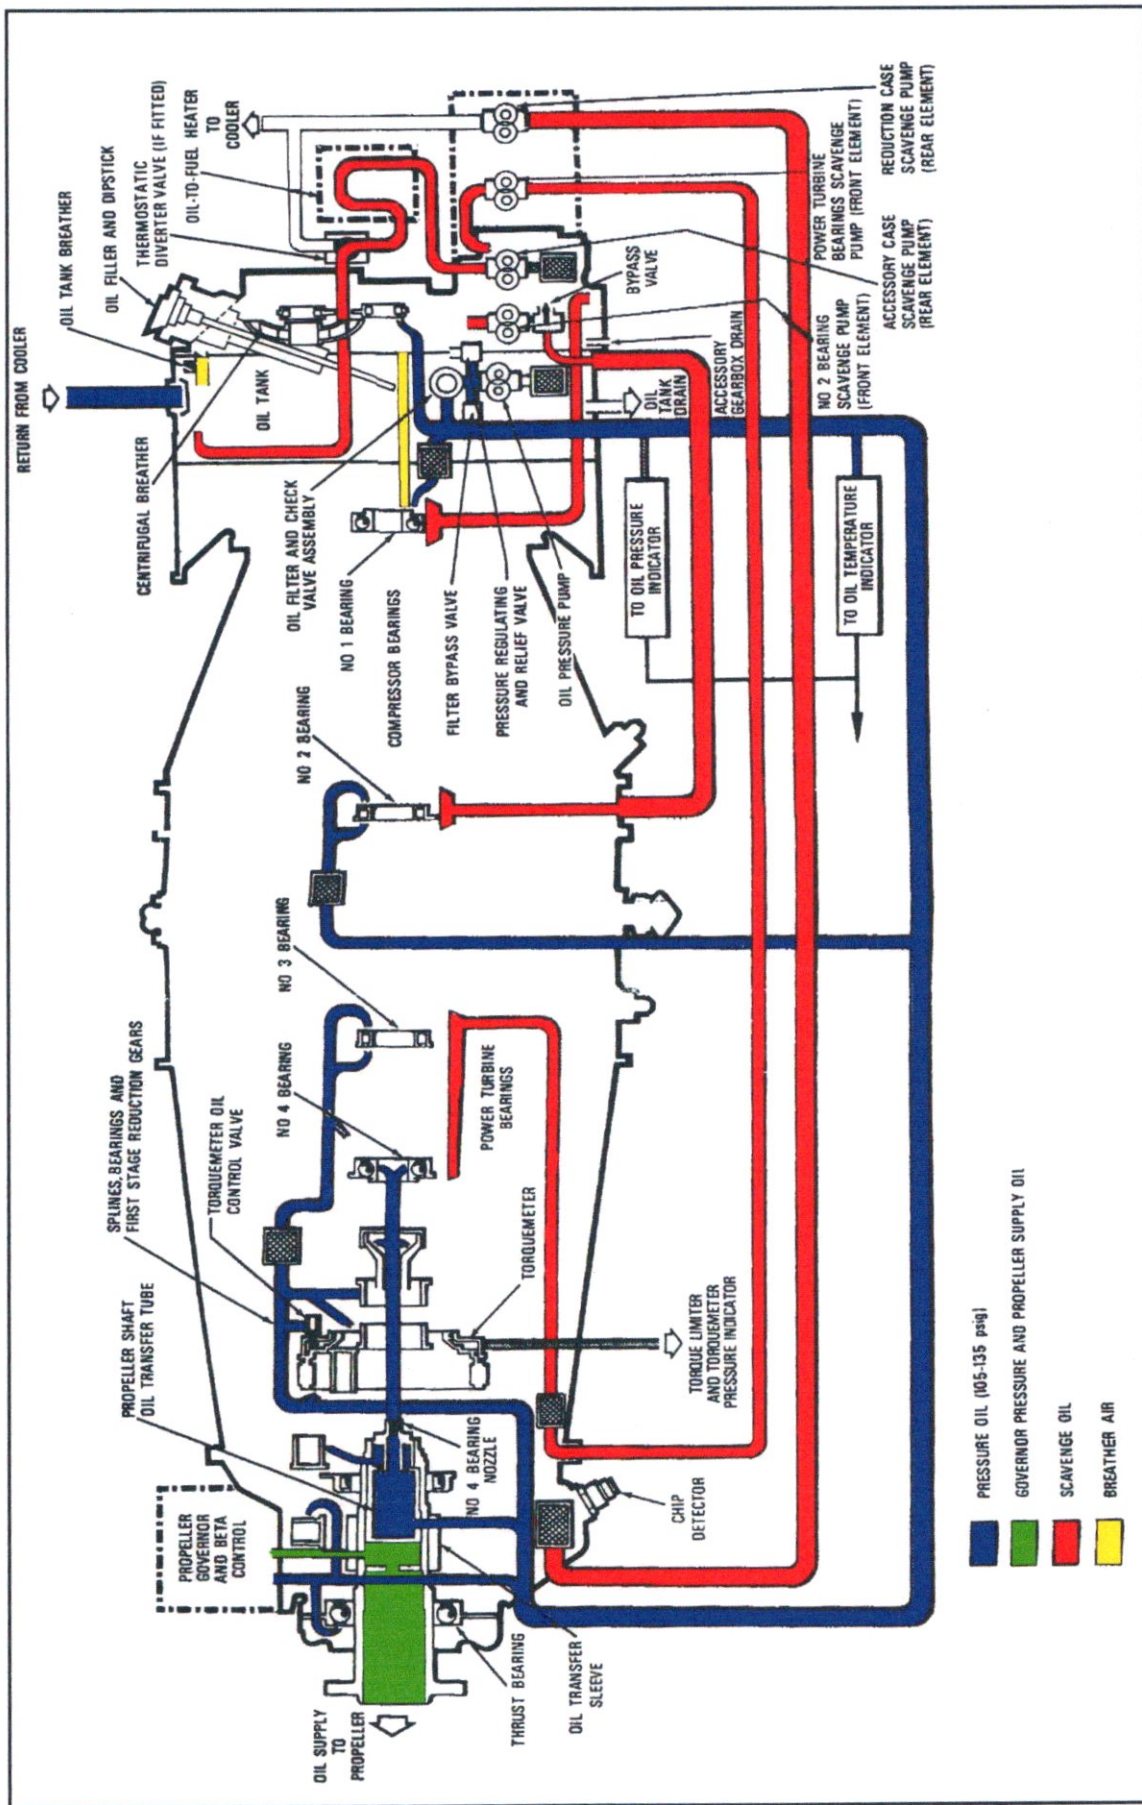 RETURN FROM COOLER
OIL TANK BREATHER
OIL FILLER AND DIPSTICK
THERMOSTATIC
DIVERTER VALVE (IF FITTED)
OIL-TO-FUEL HEATER
TO
COOLER
CENTRIFUGAL BREATHER
OIL TANK
OIL FILTER AND CHECK
VALVE ASSEMBLY
NO 1 BEARING
COMPRESSOR BEARINGS
FILTER BYPASS VALVE
PRESSURE REGULATING
AND RELIEF VALVE
OIL PRESSURE PUMP
OIL
TANK
DRAIN
ACCESSORY
GEARBOX DRAIN
BYPASS
VALVE
NO 2 BEARING
SCAVENGE PUMP
(FRONT ELEMENT)
ACCESSORY CASE
SCAVENGE PUMP
(REAR ELEMENT)
POWER TURBINE
BEARINGS SCAVENGE
PUMP (FRONT ELEMENT)
REDUCTION CASE
SCAVENGE PUMP
(REAR ELEMENT)
TO OIL PRESSURE
INDICATOR
TO OIL TEMPERATURE
INDICATOR
NO 2 BEARING
NO 3 BEARING
NO 4 BEARING
POWER TURBINE
BEARINGS
SPLINES, BEARINGS AND
FIRST STAGE REDUCTION GEARS
TORQUEMETER OIL
CONTROL VALVE
PROPELLER SHAFT
OIL TRANSFER TUBE
TORQUEMETER
TORQUE LIMITER
AND TORQUEMETER
PRESSURE INDICATOR
PROPELLER
GOVERNOR
AND BETA
CONTROL
NO 4 BEARING
NOZZLE
CHIP
DETECTOR
OIL SUPPLY
TO
PROPELLER
THRUST BEARING
OIL TRANSFER
SLEEVE
PRESSURE OIL (105-135 psig)
GOVERNOR PRESSURE AND PROPELLER SUPPLY OIL
SCAVENGE OIL
BREATHER AIR